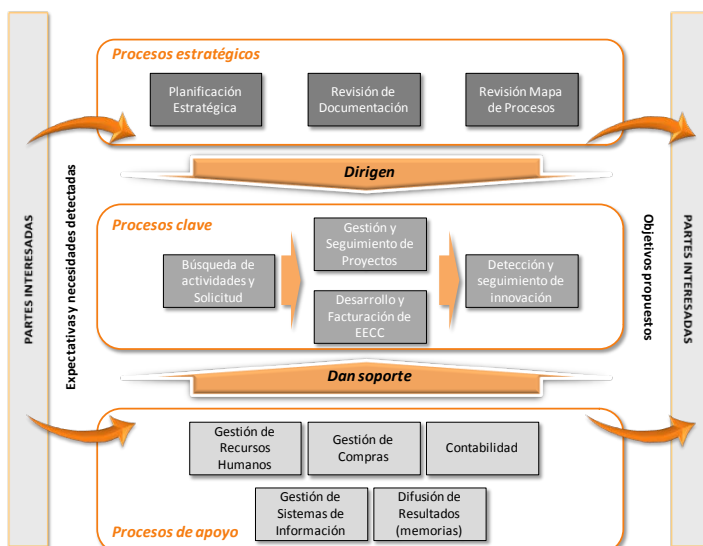 PARTES INTERESADAS
Expectativas y necesidades detectadas
Procesos estratégicos
Planificación
Estratégica
Revisión de
Documentación
Revisión Mapa
de Procesos
Dirigen
Procesos clave
Búsqueda de
actividades y
Solicitud
Gestión y
Seguimiento de
Proyectos
Desarrollo y
Facturación de
EECC
Detección y
seguimiento de
innovación
Dan soporte
Gestión de
Recursos
Humanos
Gestión de
Compras
Contabilidad
Gestión de
Sistemas de
Información
Difusión de
Resultados
(memorias)
Procesos de apoyo
Objetivos propuestos
PARTES INTERESADAS